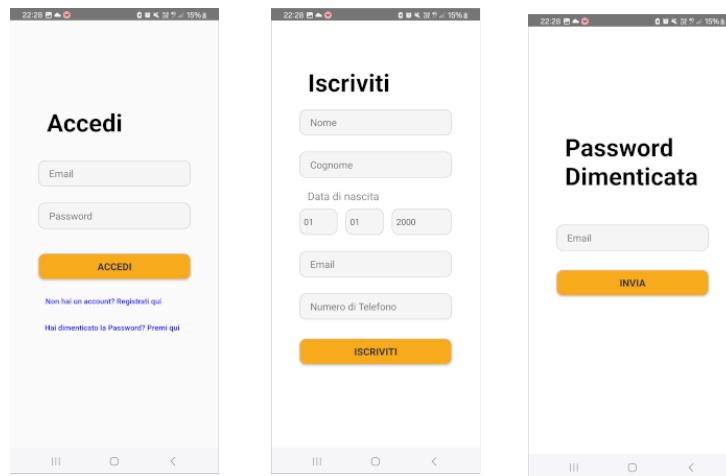 22:28
15%
Accedi
Email
Password
ACCEDI
Non hai un account? Registrati qui
Hai dimenticato la Password? Premi qui
22:28
15%
Iscriviti
Nome
Cognome
Data di nascita
01 01 2000
Email
Numero di Telefono
ISCRIVITI
22:28
15%
Password
Dimenticata
Email
INVIA